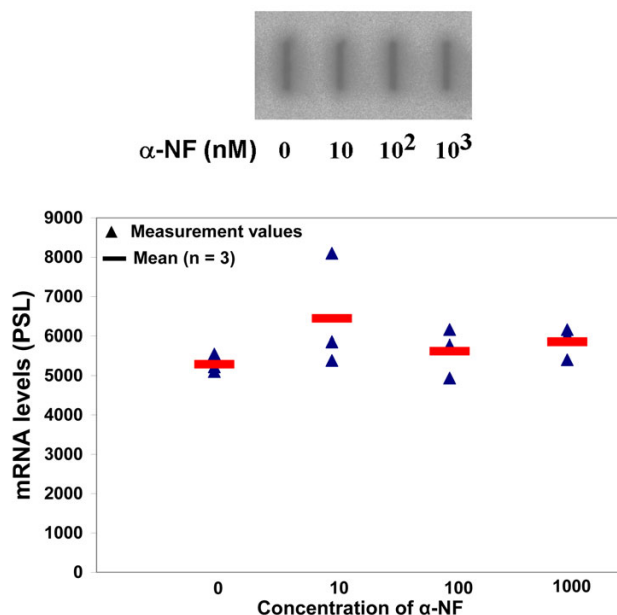 α-NF (nM) 0 10 10² 10³
9000
▲ Measurement values
8000
Mean (n = 3)
7000
6000
5000
4000
3000
2000
1000
0
mRNA levels (PSL)
0 10 100 1000
Concentration of α-NF